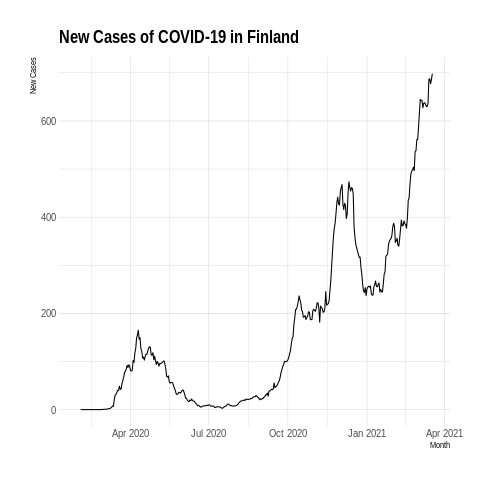 New Cases of COVID-19 in Finland
New Cases
600
400
200
0
Apr 2020 Jul 2020 Oct 2020 Jan 2021 Apr 2021
Month